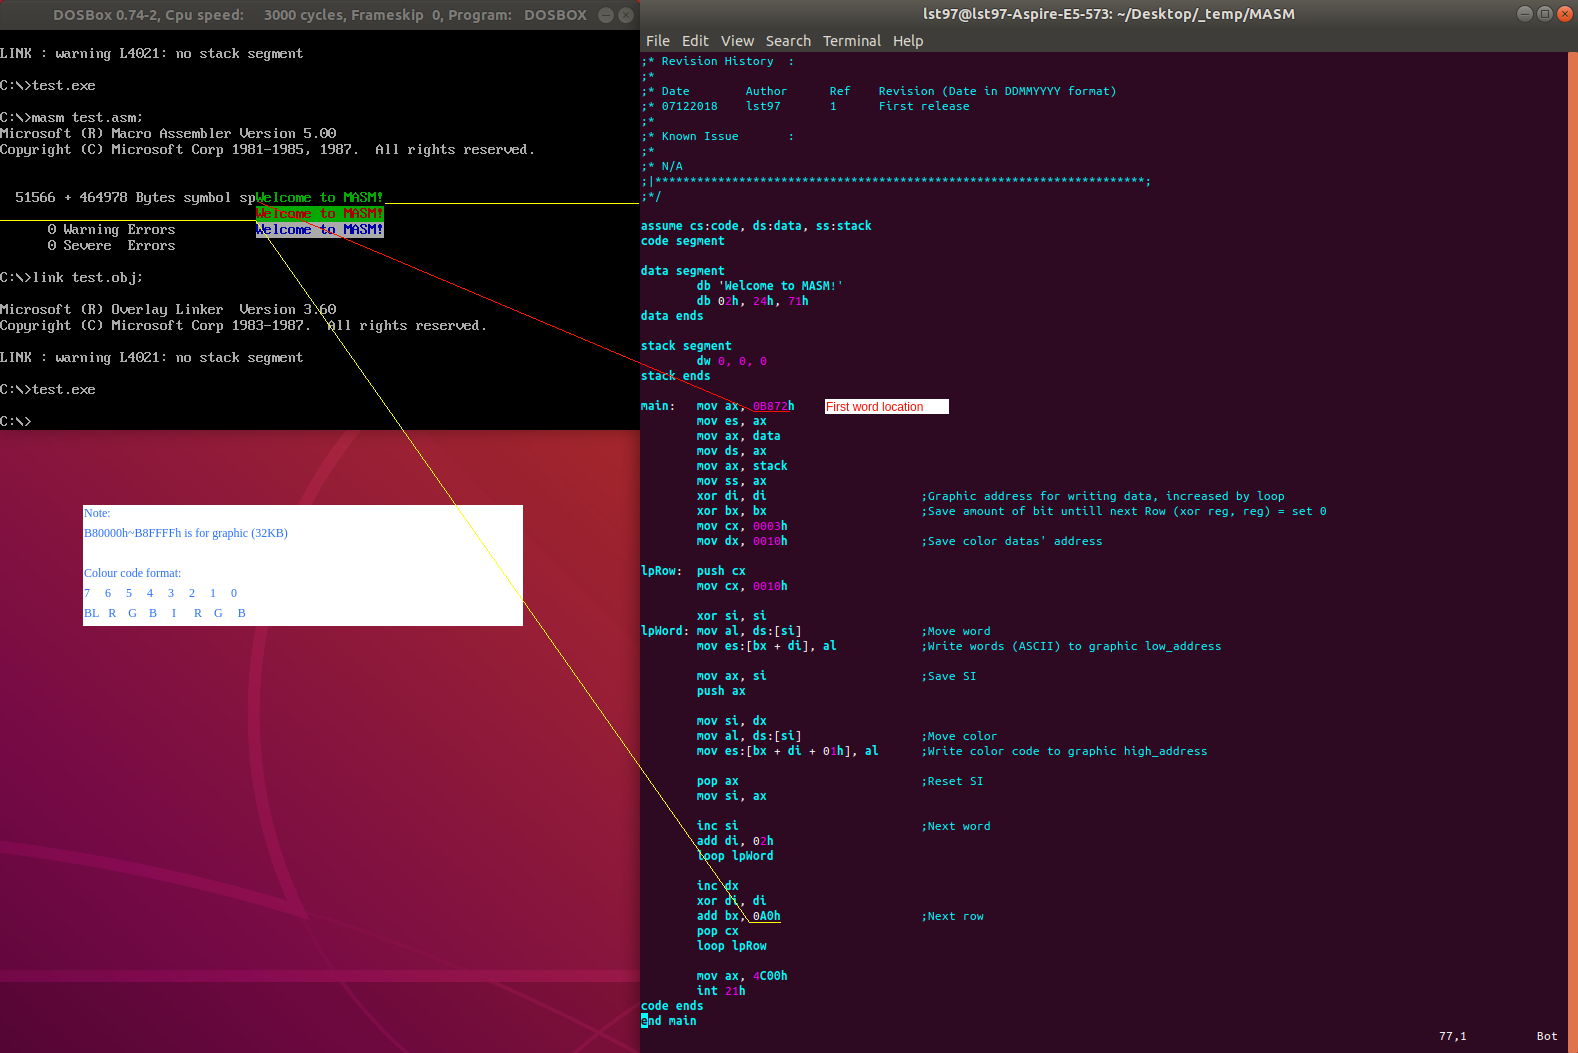 DOSBox 0.74-2, Cpu speed:    3000 cycles, Frameskip  0, Program:   DOSBOX
LINK : warning L4021: no stack segment
C:\>test.exe
C:\>masm test.asm;
Microsoft (R) Macro Assembler Version 5.00
Copyright (C) Microsoft Corp 1981-1985, 1987.  All rights reserved.
51566 + 464978 Bytes symbol spWelcome to MASM!
Welcome to MASM!
0 Warning Errors          Welcome to MASM!
0 Severe  Errors
C:\>link test.obj;
Microsoft (R) Overlay Linker  Version 3.60
Copyright (C) Microsoft Corp 1983-1987.  All rights reserved.
LINK : warning L4021: no stack segment
C:\>test.exe
C:\>
Note:
B80000h~B8FFFFh is for graphic (32KB)
Colour code format:
7 6 5 4 3 2 1 0
BL R G B I R G B
lst97@lst97-Aspire-E5-573: ~/Desktop/_temp/MASM
File Edit View Search Terminal Help
;* Revision History  :
;*
;* Date        Author      Ref    Revision (Date in DDMMYYYY format)
;* 07122018    lst97       1      First release
;*
;* Known Issue       :
;*
;* N/A
;|**********************************************************************;
;*/
assume cs:code, ds:data, ss:stack
code segment
data segment
db 'Welcome to MASM!'
db 02h, 24h, 71h
data ends
stack segment
dw 0, 0, 0
stack ends
main:   mov ax, 0B872h    First word location
mov es, ax
mov ax, data
mov ds, ax
mov ax, stack
mov ss, ax
xor di, di                      ;Graphic address for writing data, increased by loop
xor bx, bx                      ;Save amount of bit untill next Row (xor reg, reg) = set 0
mov cx, 0003h
mov dx, 0010h                   ;Save color datas' address
lpRow:  push cx
mov cx, 0010h
xor si, si
lpWord: mov al, ds:[si]                 ;Move word
mov es:[bx + di], al            ;Write words (ASCII) to graphic low_address
mov ax, si                      ;Save SI
push ax
mov si, dx
mov al, ds:[si]                 ;Move color
mov es:[bx + di + 01h], al      ;Write color code to graphic high_address
pop ax                          ;Reset SI
mov si, ax
inc si                          ;Next word
add di, 02h
loop lpWord
inc dx
xor di, di
add bx, 0A0h                    ;Next row
pop cx
loop lpRow
mov ax, 4C00h
int 21h
code ends
end main
77,1          Bot